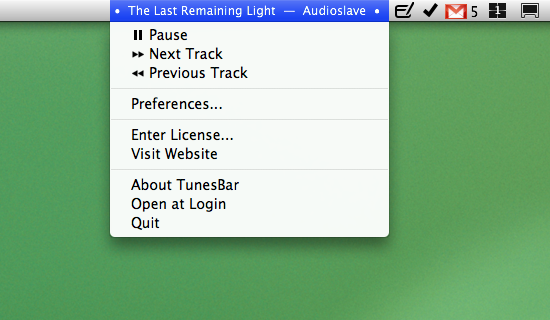 • The Last Remaining Light — Audioslave • 5 1
Pause
Next Track
Previous Track
Preferences...
Enter License...
Visit Website
About TunesBar
Open at Login
Quit